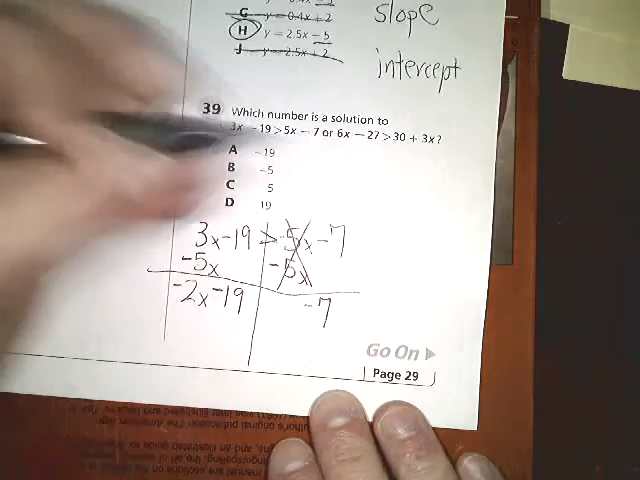 G y = 0.4x + 2
H y = 2.5x − 5
J y = 2.5x + 2
slope
intercept
39 Which number is a solution to
3x − 19 > 5x − 7 or 6x − 27 > 30 + 3x?
A −19
B −5
C 5
D 19
3x-19 > 5x-7
-5x -5x
-2x-19 -7
Go On
Page 29